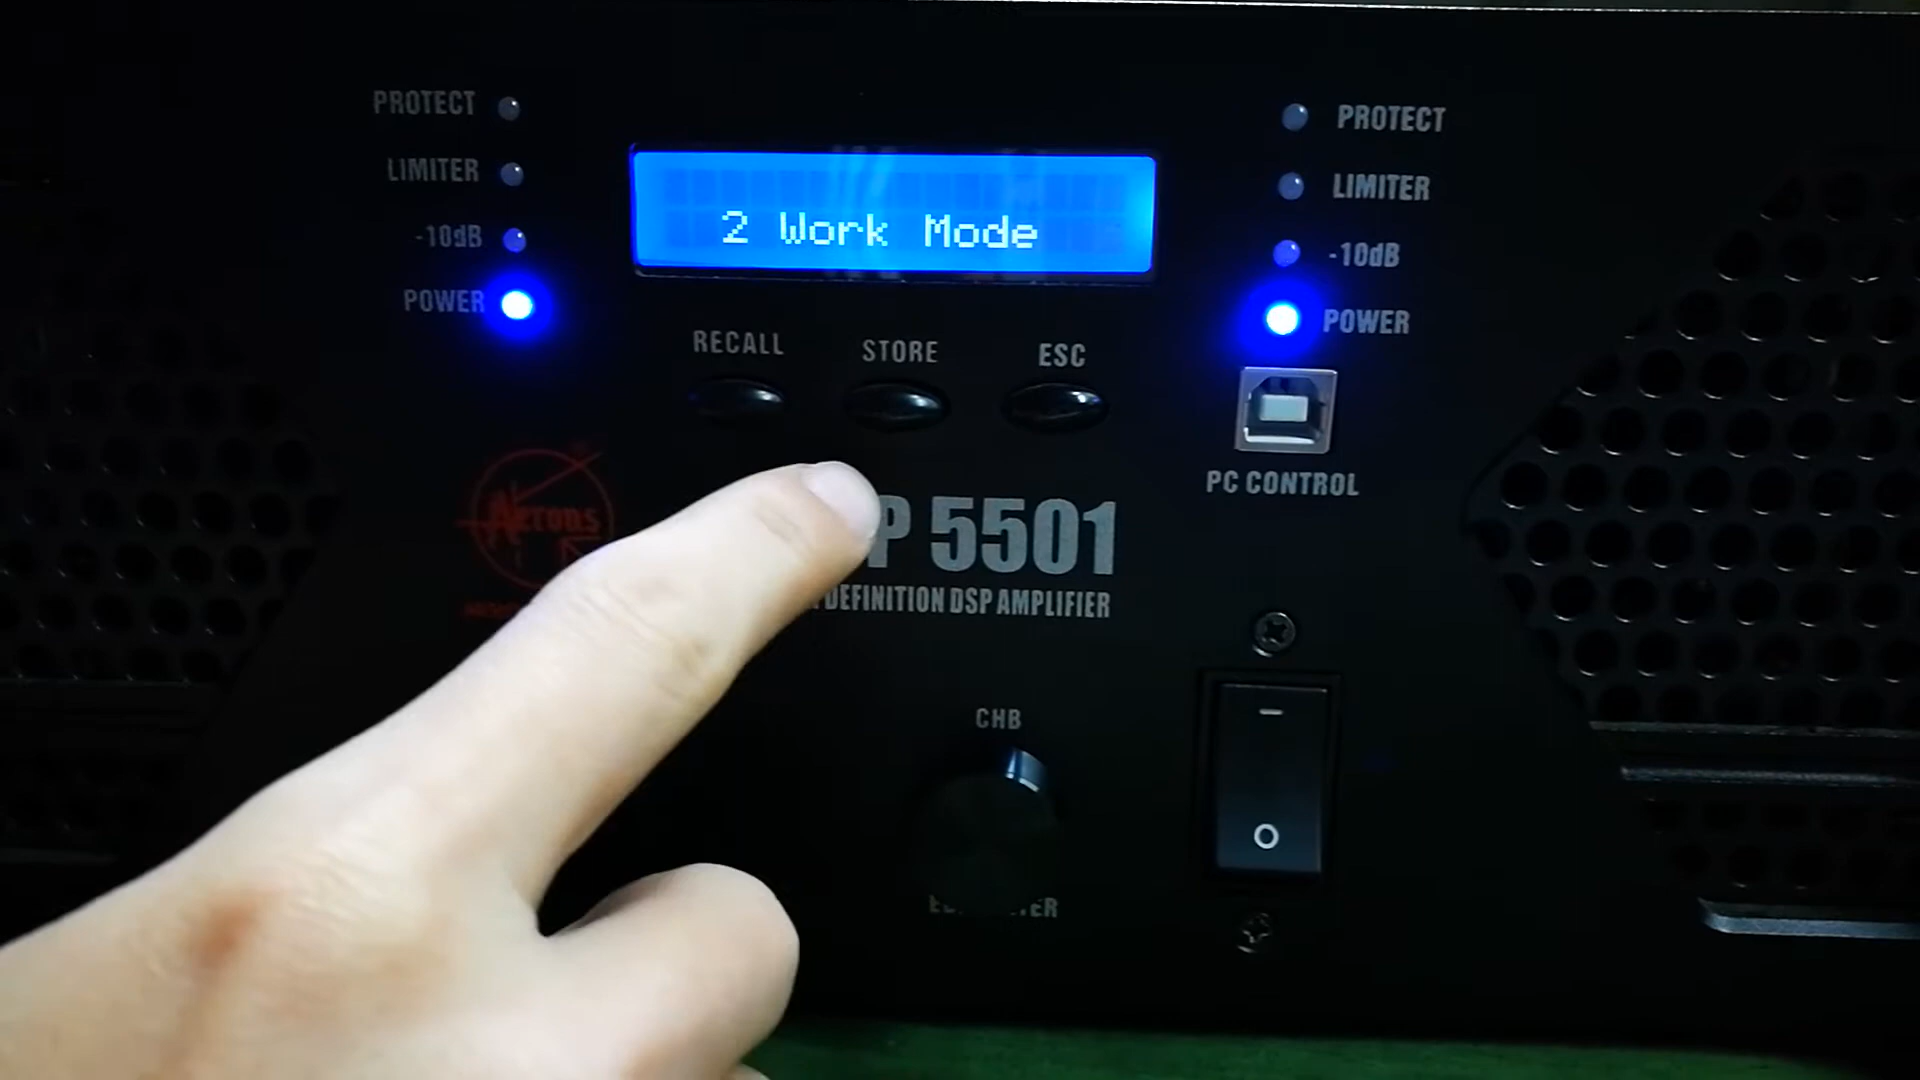 PROTECT
LIMITER
-10dB
POWER
2 Work Mode
PROTECT
LIMITER
-10dB
POWER
RECALL
STORE
ESC
PC CONTROL
P 5501
DEFINITION DSP AMPLIFIER
CHB
O